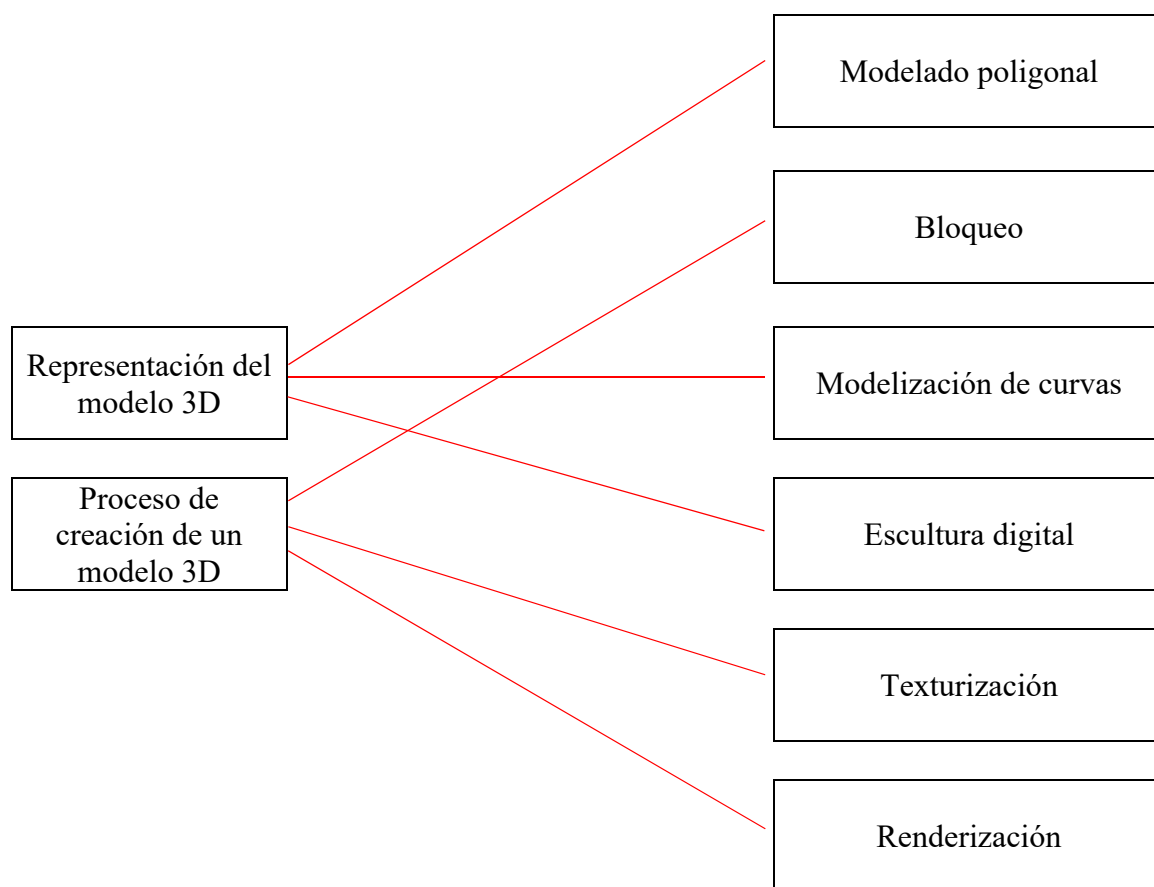 Modelado poligonal
Bloqueo
Representación del
modelo 3D
Modelización de curvas
Proceso de
creación de un
modelo 3D
Escultura digital
Texturización
Renderización